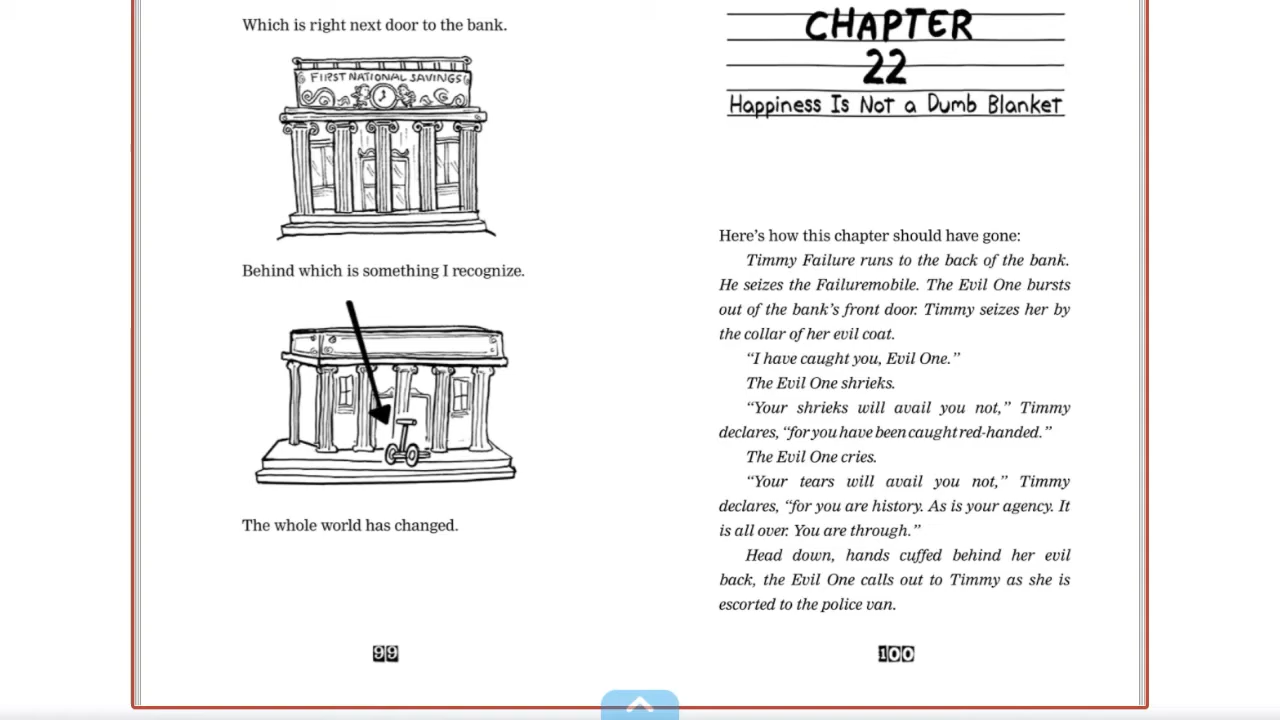 Which is right next door to the bank.
FIRST NATIONAL SAVINGS
Behind which is something I recognize.
The whole world has changed.
99
CHAPTER
22
Happiness Is Not a Dumb Blanket
Here's how this chapter should have gone:
Timmy Failure runs to the back of the bank.
He seizes the Failuremobile. The Evil One bursts
out of the bank's front door. Timmy seizes her by
the collar of her evil coat.
“I have caught you, Evil One.”
The Evil One shrieks.
“Your shrieks will avail you not,” Timmy
declares, “for you have been caught red-handed.”
The Evil One cries.
“Your tears will avail you not,” Timmy
declares, “for you are history. As is your agency. It
is all over. You are through.”
Head down, hands cuffed behind her evil
back, the Evil One calls out to Timmy as she is
escorted to the police van.
100